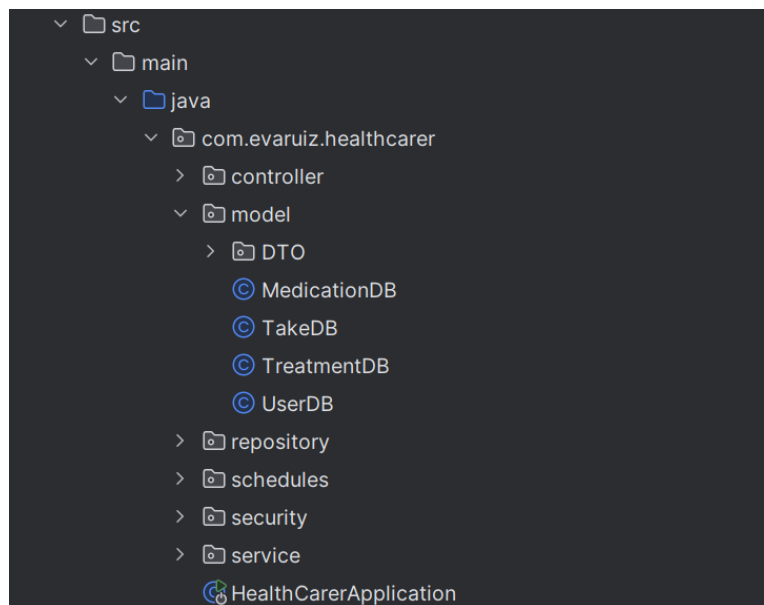 src
main
java
com.evaruiz.healthcarer
controller
model
DTO
MedicationDB
TakeDB
TreatmentDB
UserDB
repository
schedules
security
service
HealthCarerApplication